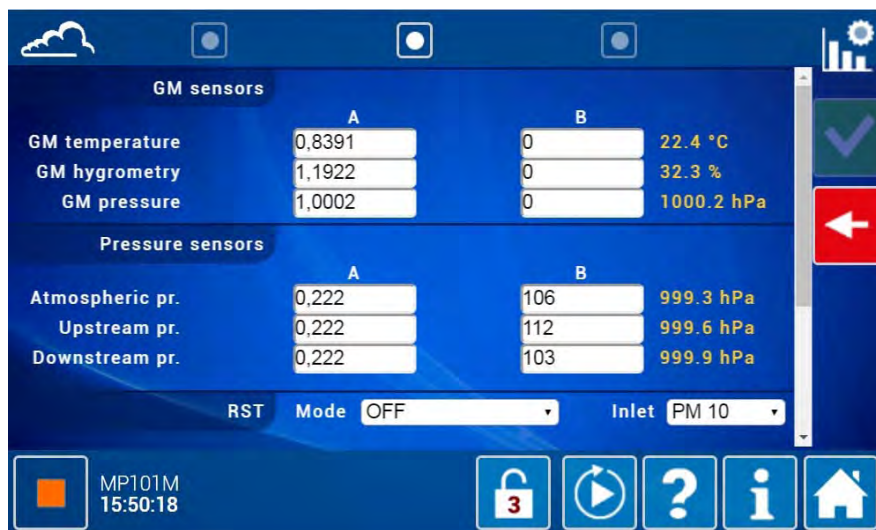 GM sensors
A B
GM temperature 0,8391 0 22.4 °C
GM hygrometry 1,1922 0 32.3 %
GM pressure 1,0002 0 1000.2 hPa
Pressure sensors
A B
Atmospheric pr. 0,222 106 999.3 hPa
Upstream pr. 0,222 112 999.6 hPa
Downstream pr. 0,222 103 999.9 hPa
RST Mode OFF Inlet PM 10
MP101M
15:50:18
3 ? i